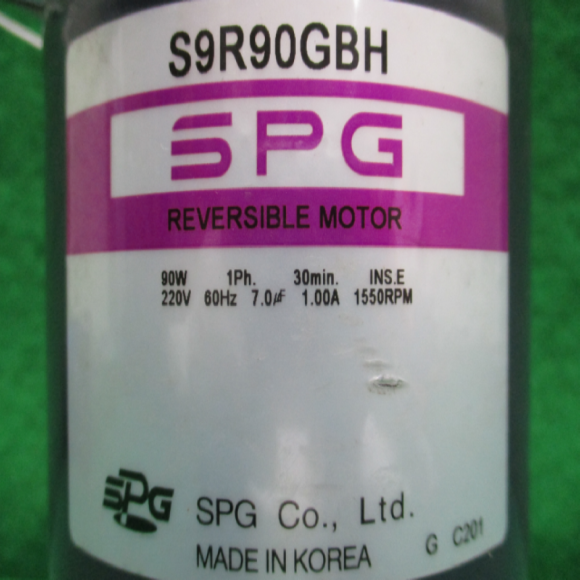 S9R90GBH
SPG
REVERSIBLE MOTOR
90W 1Ph. 30min. INS.E
220V 60Hz 7.0μF 1.00A 1550RPM
SPG SPG Co., Ltd.
MADE IN KOREA G C201